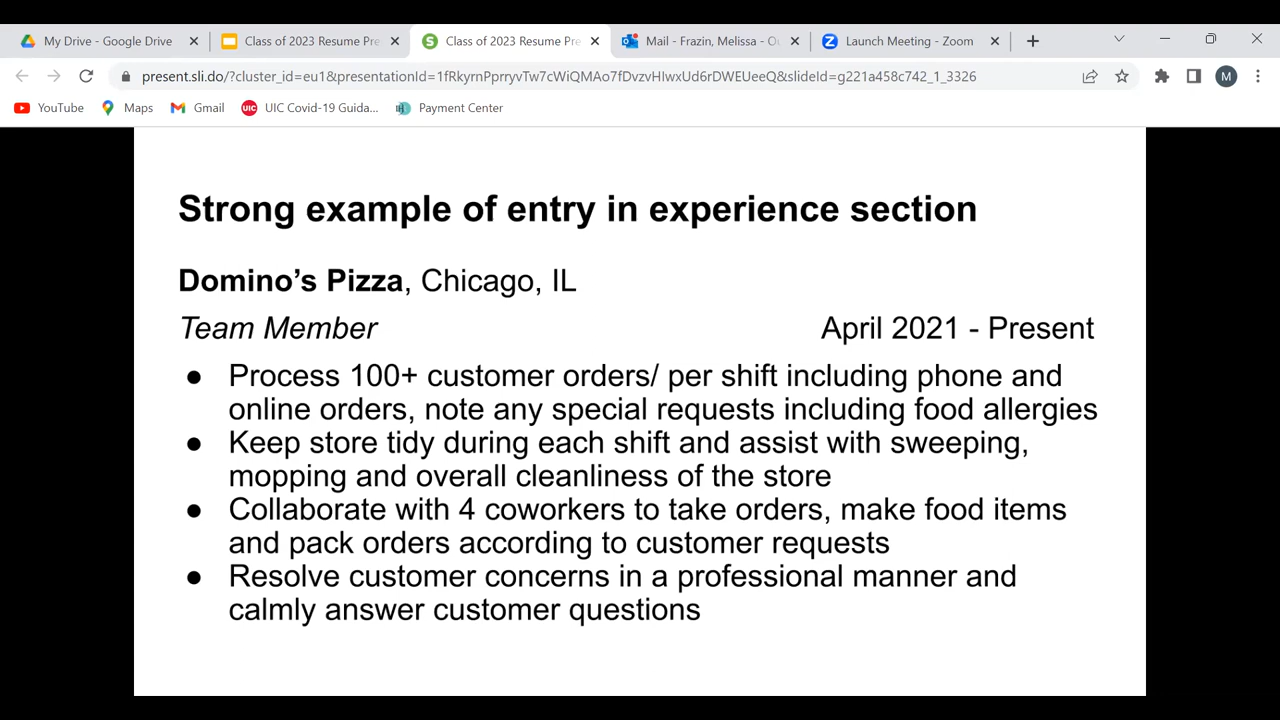 My Drive - Google Drive
Class of 2023 Resume Pre
Class of 2023 Resume Pre
Mail - Frazin, Melissa - Ou
Launch Meeting - Zoom
present.sli.do/?cluster_id=eu1&presentationId=1fRkyrnPprryvTw7cWiQMAo7fDvzvHIwxUd6rDWEUeeQ&slideId=g221a458c742_1_3326
M
YouTube
Maps
Gmail
UIC
UIC Covid-19 Guida...
Payment Center
Strong example of entry in experience section
Domino's Pizza, Chicago, IL
Team Member April 2021 - Present
● Process 100+ customer orders/ per shift including phone and
online orders, note any special requests including food allergies
● Keep store tidy during each shift and assist with sweeping,
mopping and overall cleanliness of the store
● Collaborate with 4 coworkers to take orders, make food items
and pack orders according to customer requests
● Resolve customer concerns in a professional manner and
calmly answer customer questions